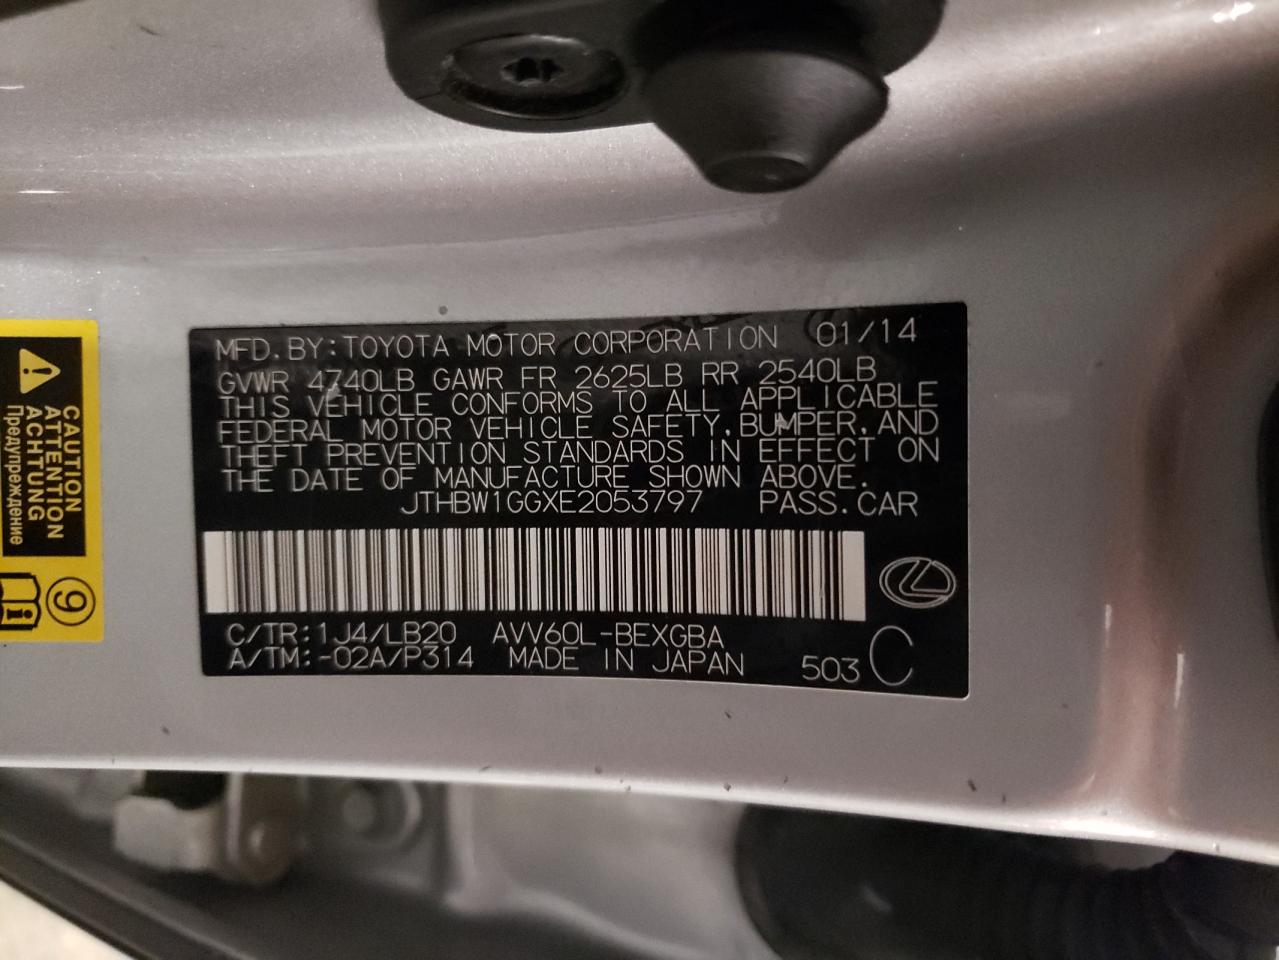 MFD.BY:TOYOTA MOTOR CORPORATION 01/14
GVWR 4740LB GAWR FR 2625LB RR 2540LB
THIS VEHICLE CONFORMS TO ALL APPLICABLE
FEDERAL MOTOR VEHICLE SAFETY,BUMPER,AND
THEFT PREVENTION STANDARDS IN EFFECT ON
THE DATE OF MANUFACTURE SHOWN ABOVE.
JTHBW1GGXE2053797 PASS.CAR
C/TR:1J4/LB20 AVV60L-BEXGBA
A/TM:-02A/P314 MADE IN JAPAN 503 C
CAUTION
ATTENTION
ACHTUNG
Предупреждение
9